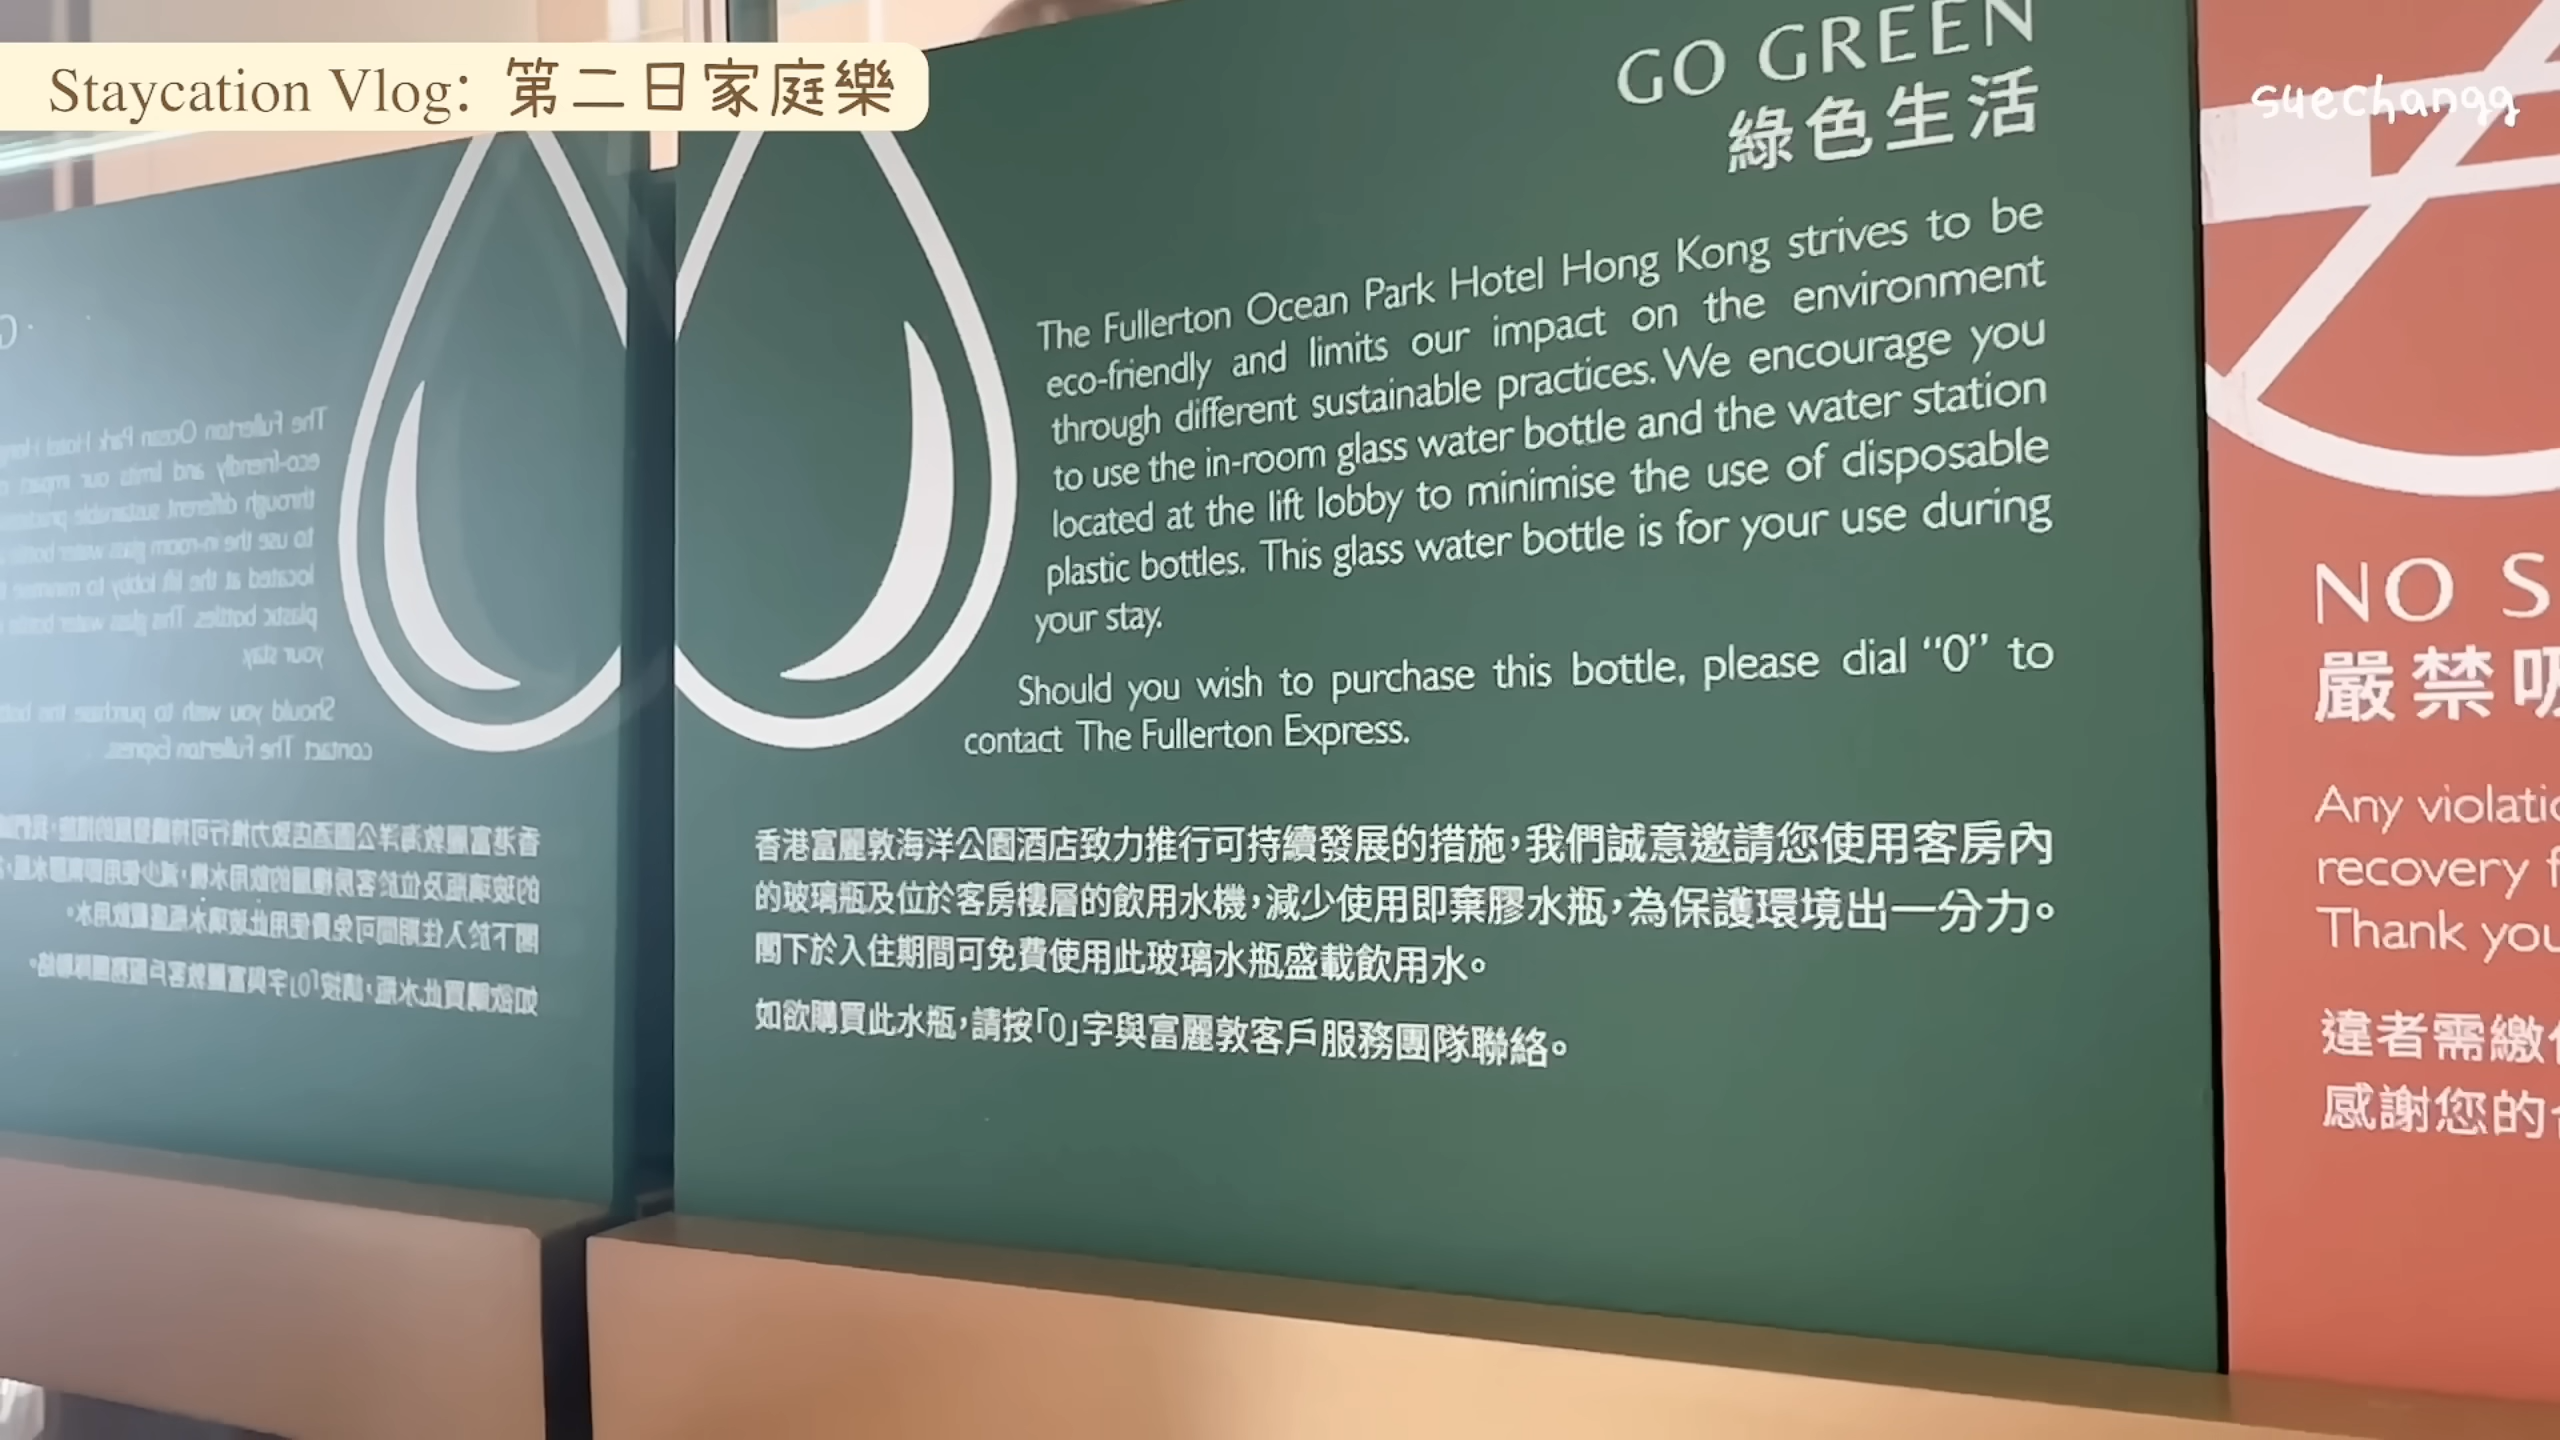 Staycation Vlog: 第二日家庭樂
suechangg
GO GREEN
綠色生活
The Fullerton Ocean Park Hotel Hong Kong strives to be
eco-friendly and limits our impact on the environment
through different sustainable practices. We encourage you
to use the in-room glass water bottle and the water station
located at the lift lobby to minimise the use of disposable
plastic bottles. This glass water bottle is for your use during
your stay.
Should you wish to purchase this bottle, please dial “0” to
contact The Fullerton Express.
香港富麗敦海洋公園酒店致力推行可持續發展的措施，我們誠意邀請您使用客房內
的玻璃瓶及位於客房樓層的飲用水機，減少使用即棄膠水瓶，為保護環境出一分力。
閣下於入住期間可免費使用此玻璃水瓶盛載飲用水。
如欲購買此水瓶，請按「0」字與富麗敦客戶服務團隊聯絡。
NO S
嚴禁吸
Any violatio
recovery f
Thank you
違者需繳
感謝您的